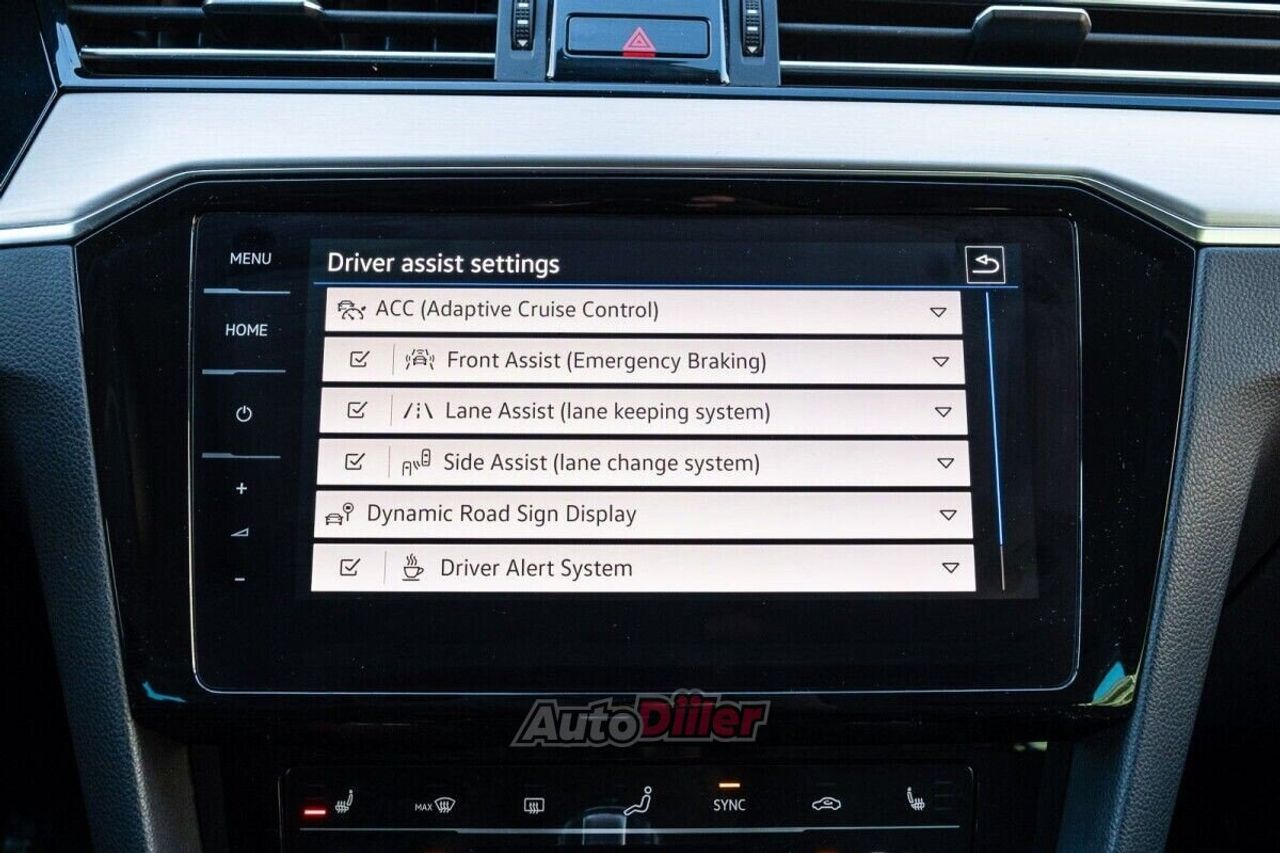 MENU
Driver assist settings
ACC (Adaptive Cruise Control)
HOME
Front Assist (Emergency Braking)
Lane Assist (lane keeping system)
Side Assist (lane change system)
+
Dynamic Road Sign Display
Driver Alert System
-
AutoDiler
MAX
SYNC